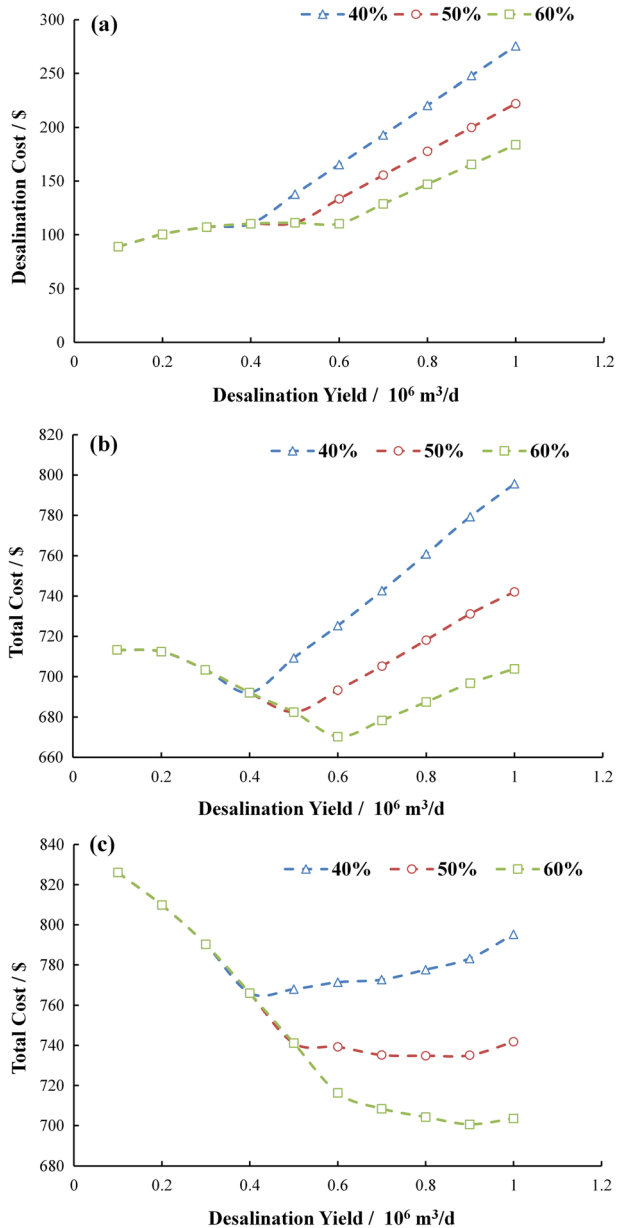 (a)
40% 50% 60%
300
250
200
150
100
50
0
Desalination Cost / $
0 0.2 0.4 0.6 0.8 1 1.2
Desalination Yield / 10⁶ m³/d
(b)
40% 50% 60%
820
800
780
760
740
720
700
680
660
Total Cost / $
0 0.2 0.4 0.6 0.8 1 1.2
Desalination Yield / 10⁶ m³/d
(c)
40% 50% 60%
840
820
800
780
760
740
720
700
680
Total Cost / $
0 0.2 0.4 0.6 0.8 1 1.2
Desalination Yield / 10⁶ m³/d